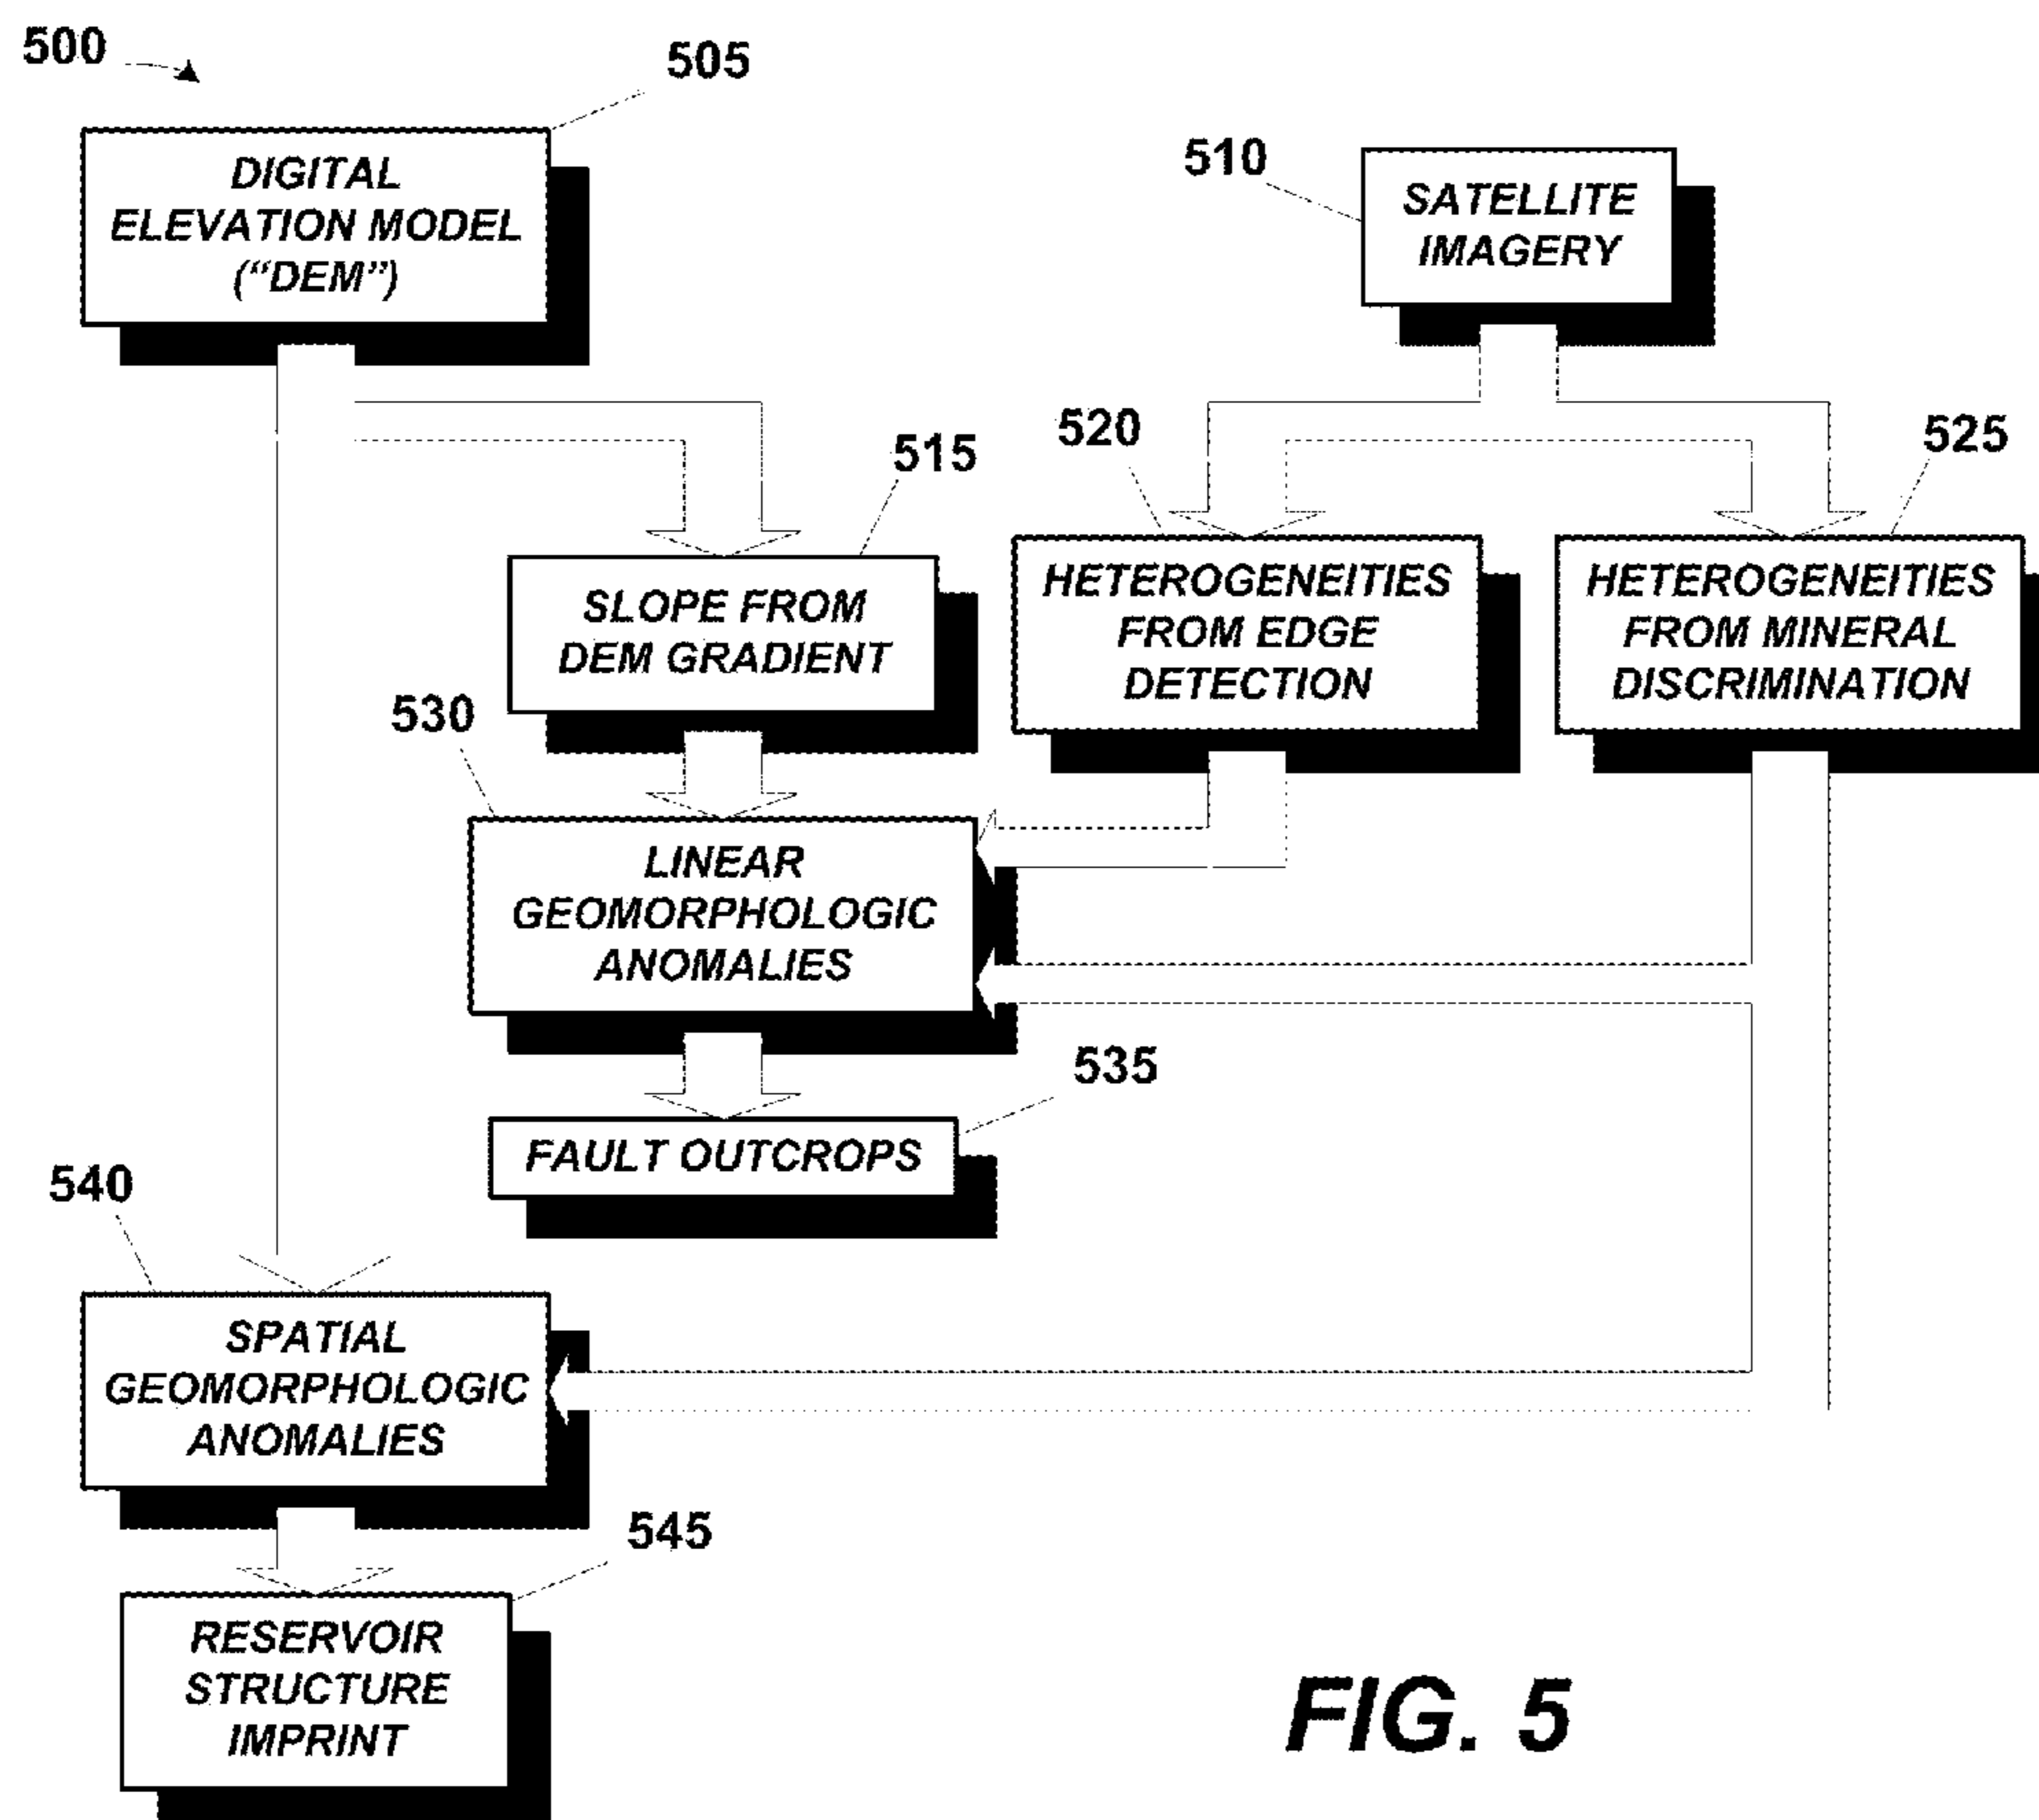 500
505
DIGITAL
ELEVATION MODEL
(“DEM”)
510
SATELLITE
IMAGERY
515
SLOPE FROM
DEM GRADIENT
520
HETEROGENEITIES
FROM EDGE
DETECTION
525
HETEROGENEITIES
FROM MINERAL
DISCRIMINATION
530
LINEAR
GEOMORPHOLOGIC
ANOMALIES
535
FAULT OUTCROPS
540
SPATIAL
GEOMORPHOLOGIC
ANOMALIES
545
RESERVOIR
STRUCTURE
IMPRINT
FIG. 5